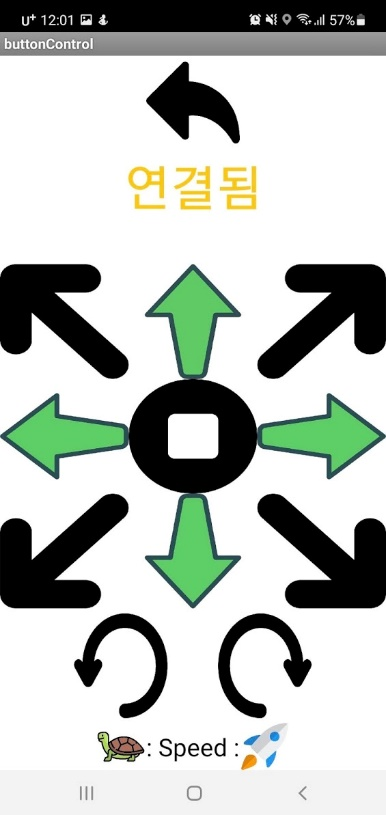 U+ 12:01 57%
buttonControl
연결됨
: Speed :